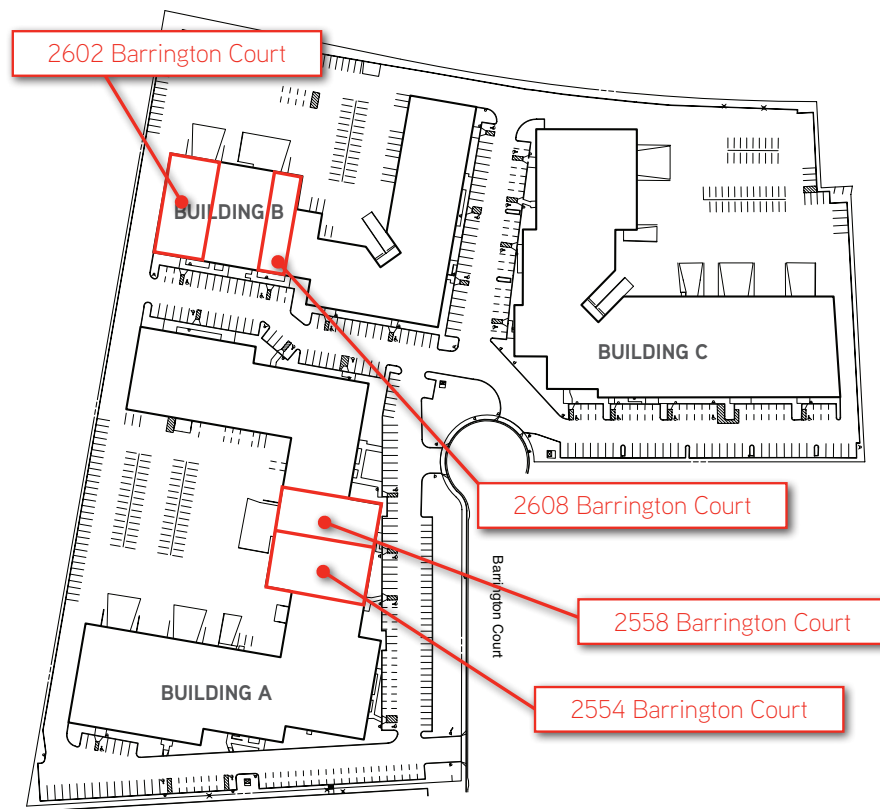 2602 Barrington Court
BUILDING B
BUILDING C
2608 Barrington Court
Barrington Court
2558 Barrington Court
2554 Barrington Court
BUILDING A